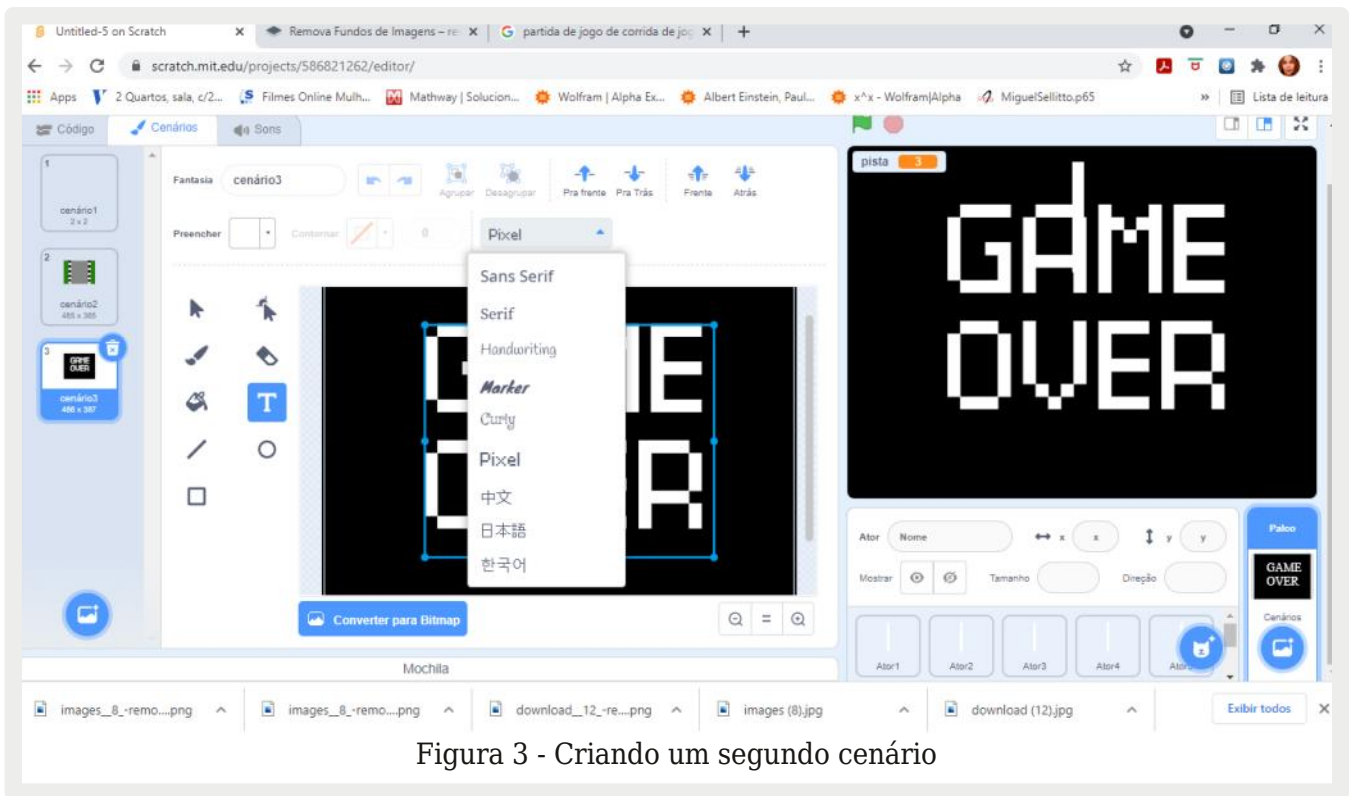 Untitled-5 on Scratch
Remova Fundos de Imagens – re
partida de jogo de corrida de jog
scratch.mit.edu/projects/586821262/editor/
Apps
2 Quartos, sala, c/2...
Filmes Online Mulh...
Mathway | Solucion...
Wolfram | Alpha Ex...
Albert Einstein, Paul...
x^x - Wolfram|Alpha
MiguelSellitto.p65
»
Lista de leitura
Código
Cenários
Sons
1
cenário1
2 x 2
2
cenário2
485 x 365
3
GAME
OVER
cenário3
486 x 367
Fantasia
cenário3
Agrupar
Desagrupar
Pra frente
Pra Trás
Frente
Atrás
Preencher
Contornar
0
Pixel
Sans Serif
Serif
Handwriting
Marker
Curly
Pixel
中文
日本語
한국어
T
Converter para Bitmap
=
Mochila
pista 3
GAME
OVER
Ator
Nome
x
x
y
y
Mostrar
Tamanho
Direção
Ator1
Ator2
Ator3
Ator4
Palco
GAME
OVER
Cenários
images__8_-remo....png
images__8_-remo....png
download__12_-re....png
images (8).jpg
download (12).jpg
Exibir todos
Figura 3 - Criando um segundo cenário